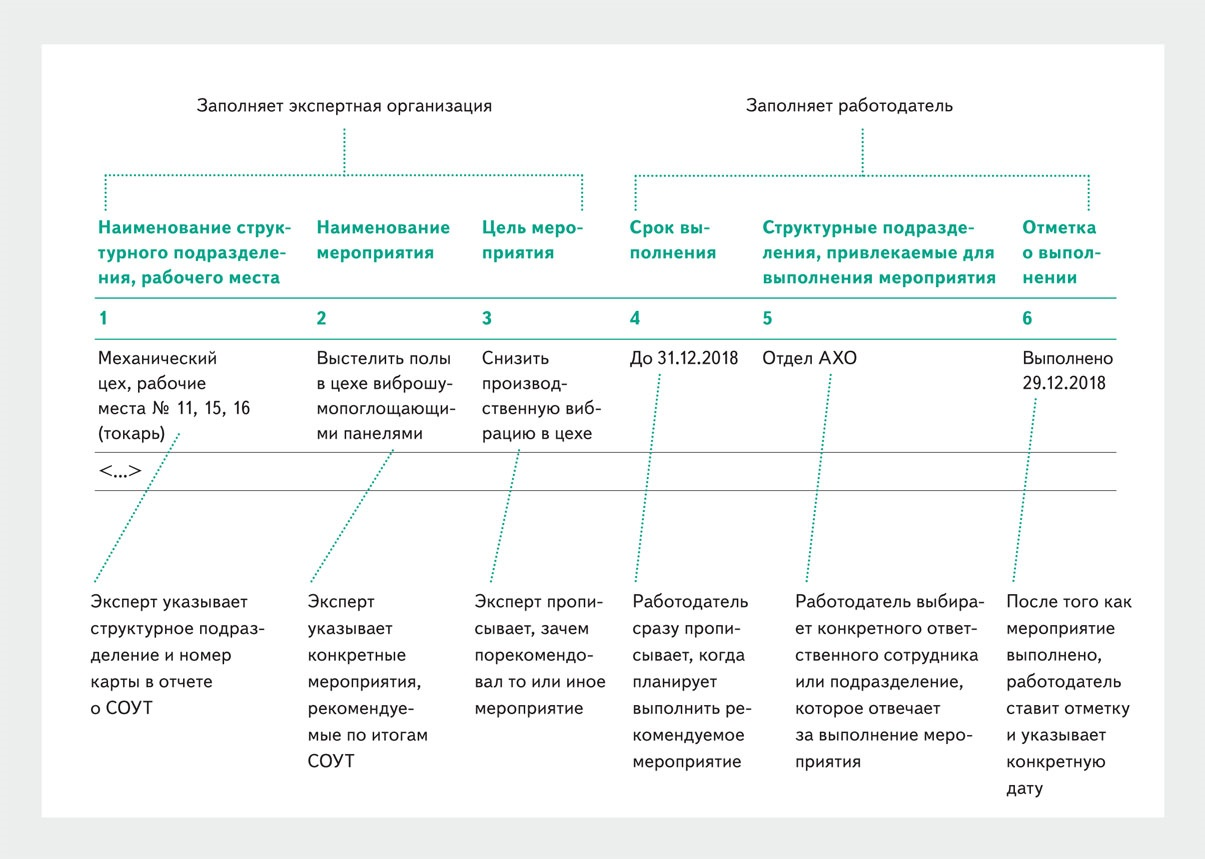 Заполняет экспертная организация
Заполняет работодатель
Наименование струк-
турного подразделе-
ния, рабочего места
Наименование
мероприятия
Цель меро-
приятия
Срок вы-
полнения
Структурные подразде-
ления, привлекаемые для
выполнения мероприятия
Отметка
о выпол-
нении
1
2
3
4
5
6
Механический
цех, рабочие
места № 11, 15, 16
(токарь)
Выстелить полы
в цехе виброшу-
мопоглощающи-
ми панелями
Снизить
производ-
ственную виб-
рацию в цехе
До 31.12.2018
Отдел АХО
Выполнено
29.12.2018
<...>
Эксперт указывает
структурное подраз-
деление и номер
карты в отчете
о СОУТ
Эксперт
указывает
конкретные
мероприятия,
рекомендуе-
мые по итогам
СОУТ
Эксперт пропи-
сывает, зачем
порекомендо-
вал то или иное
мероприятие
Работодатель
сразу пропи-
сывает, когда
планирует
выполнить ре-
комендуемое
мероприятие
Работодатель выбира-
ет конкретного ответ-
ственного сотрудника
или подразделение,
которое отвечает
за выполнение меро-
приятия
После того как
мероприятие
выполнено,
работодатель
ставит отметку
и указывает
конкретную
дату